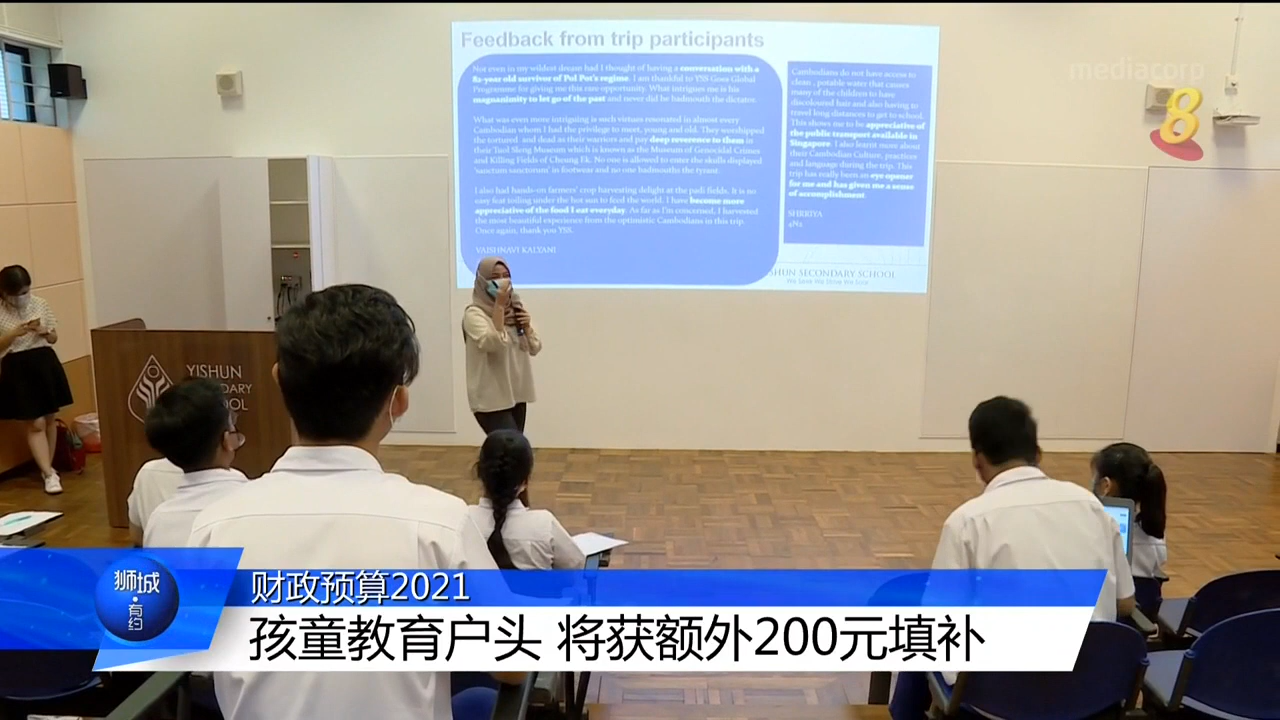 Feedback from trip participants
Not even in my wildest dream had I thought of having a conversation with a
82-year old survivor of Pol Pot's regime. I am thankful to YSS Goes Global
Programme for giving me this rare opportunity. What intrigues me is his
magnanimity to let go of the past and never did he badmouth the dictator.
What was even more intriguing is such virtues resonated in almost every
Cambodian whom I had the privilege to meet, young and old. They worshipped
the tortured and dead as their warriors and pay deep reverence to them in
their Tuol Sleng Museum which is known as the Museum of Genocidal Crimes
and Killing Fields of Cheung Ek. No one is allowed to enter the skulls displayed
'sanctum sanctorum' in footwear and no one badmouths the tyrant.
I also had hands-on farmers' crop harvesting delight at the padi fields. It is no
easy feat toiling under the hot sun to feed the world. I have become more
appreciative of the food I eat everyday. As far as I'm concerned, I harvested
the most beautiful experience from the optimistic Cambodians in this trip.
Once again, thank you YSS.
VAISHNAVI KALYANI
Cambodians do not have access to
clean , potable water that causes
many of the children to have
discoloured hair and also having to
travel long distances to get to school.
This shows me to be appreciative of
the public transport available in
Singapore. I also learnt more about
their Cambodian Culture, practices
and language during the trip. This
trip has really been an eye opener
for me and has given me a sense
of accomplishment.
SHRRIYA
4N2
HUN SECONDARY SCHOOL
mediacorp
8
YISHUN
DARY
OL
狮城
有约
财政预算2021
孩童教育户头 将获额外200元填补